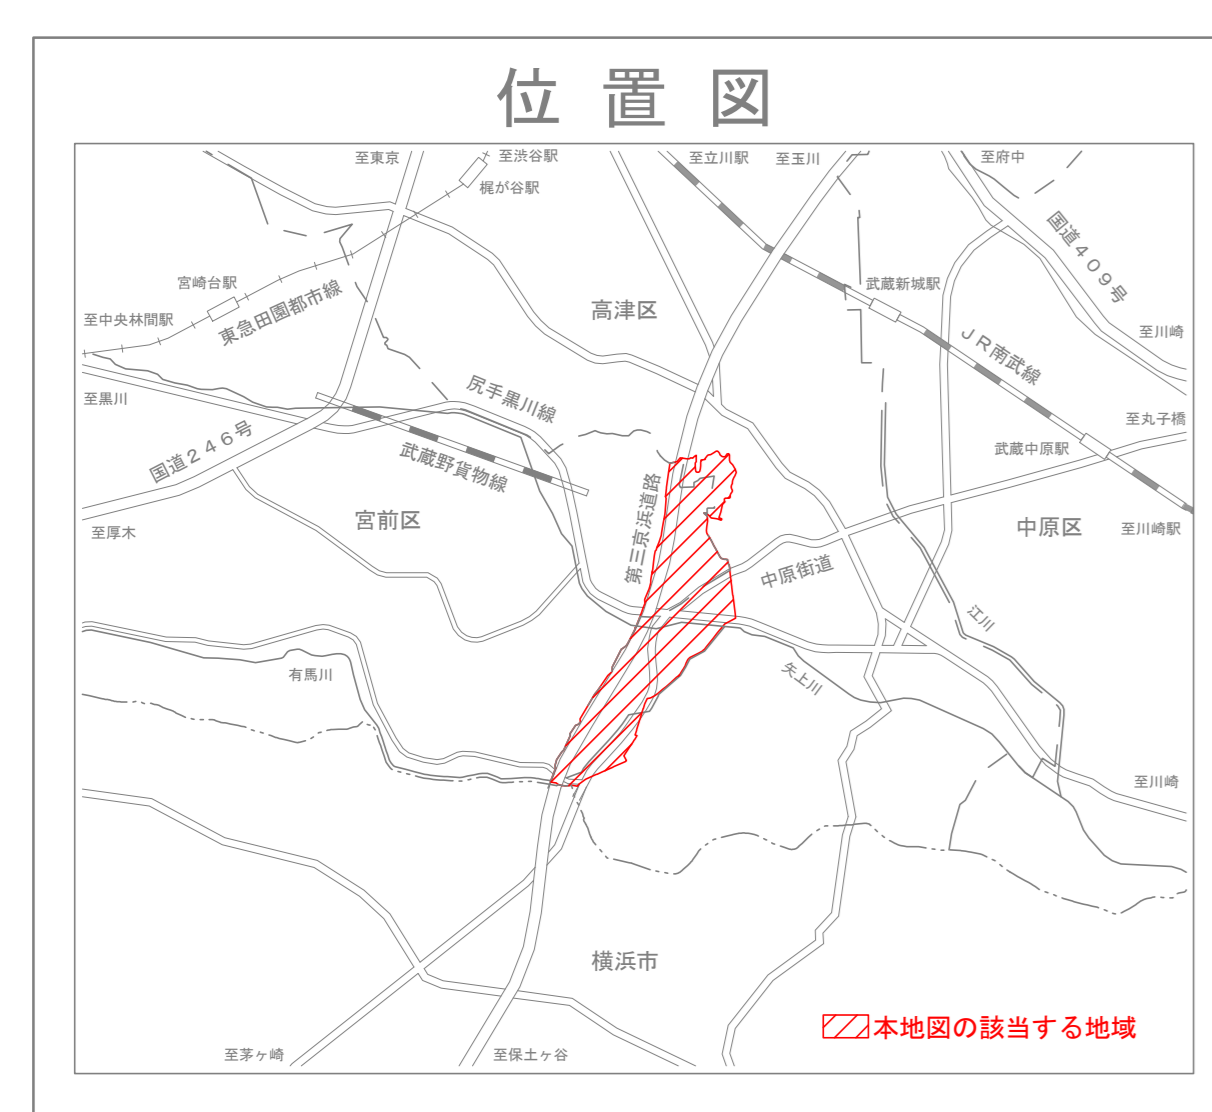 位置図
至東京
至渋谷駅
至立川駅
至玉川
至府中
梶が谷駅
国道４０９号
宮崎台駅
東急田園都市線
武蔵新城駅
高津区
至中央林間駅
至川崎
ＪＲ南武線
尻手黒川線
至黒川
至丸子橋
国道２４６号
武蔵野貨物線
武蔵中原駅
第三京浜道路
宮前区
中原区
至厚木
至川崎駅
中原街道
江川
有馬川
矢上川
至川崎
横浜市
本地図の該当する地域
至茅ヶ崎
至保土ヶ谷